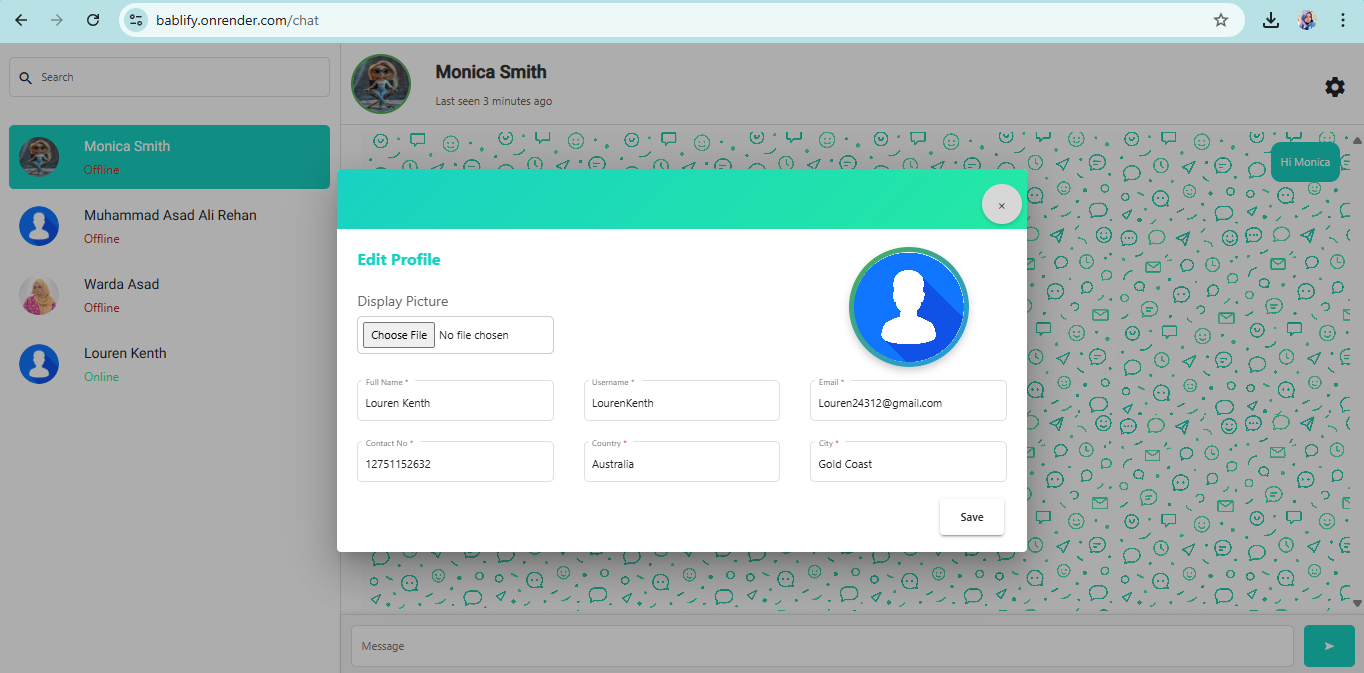 bablify.onrender.com/chat
Search
Monica Smith
Offline
Muhammad Asad Ali Rehan
Offline
Warda Asad
Offline
Louren Kenth
Online
Monica Smith
Last seen 3 minutes ago
Hi Monica
×
Edit Profile
Display Picture
Choose File No file chosen
Full Name *
Louren Kenth
Username *
LourenKenth
Email *
Louren24312@gmail.com
Contact No *
12751152632
Country *
Australia
City *
Gold Coast
Save
Message